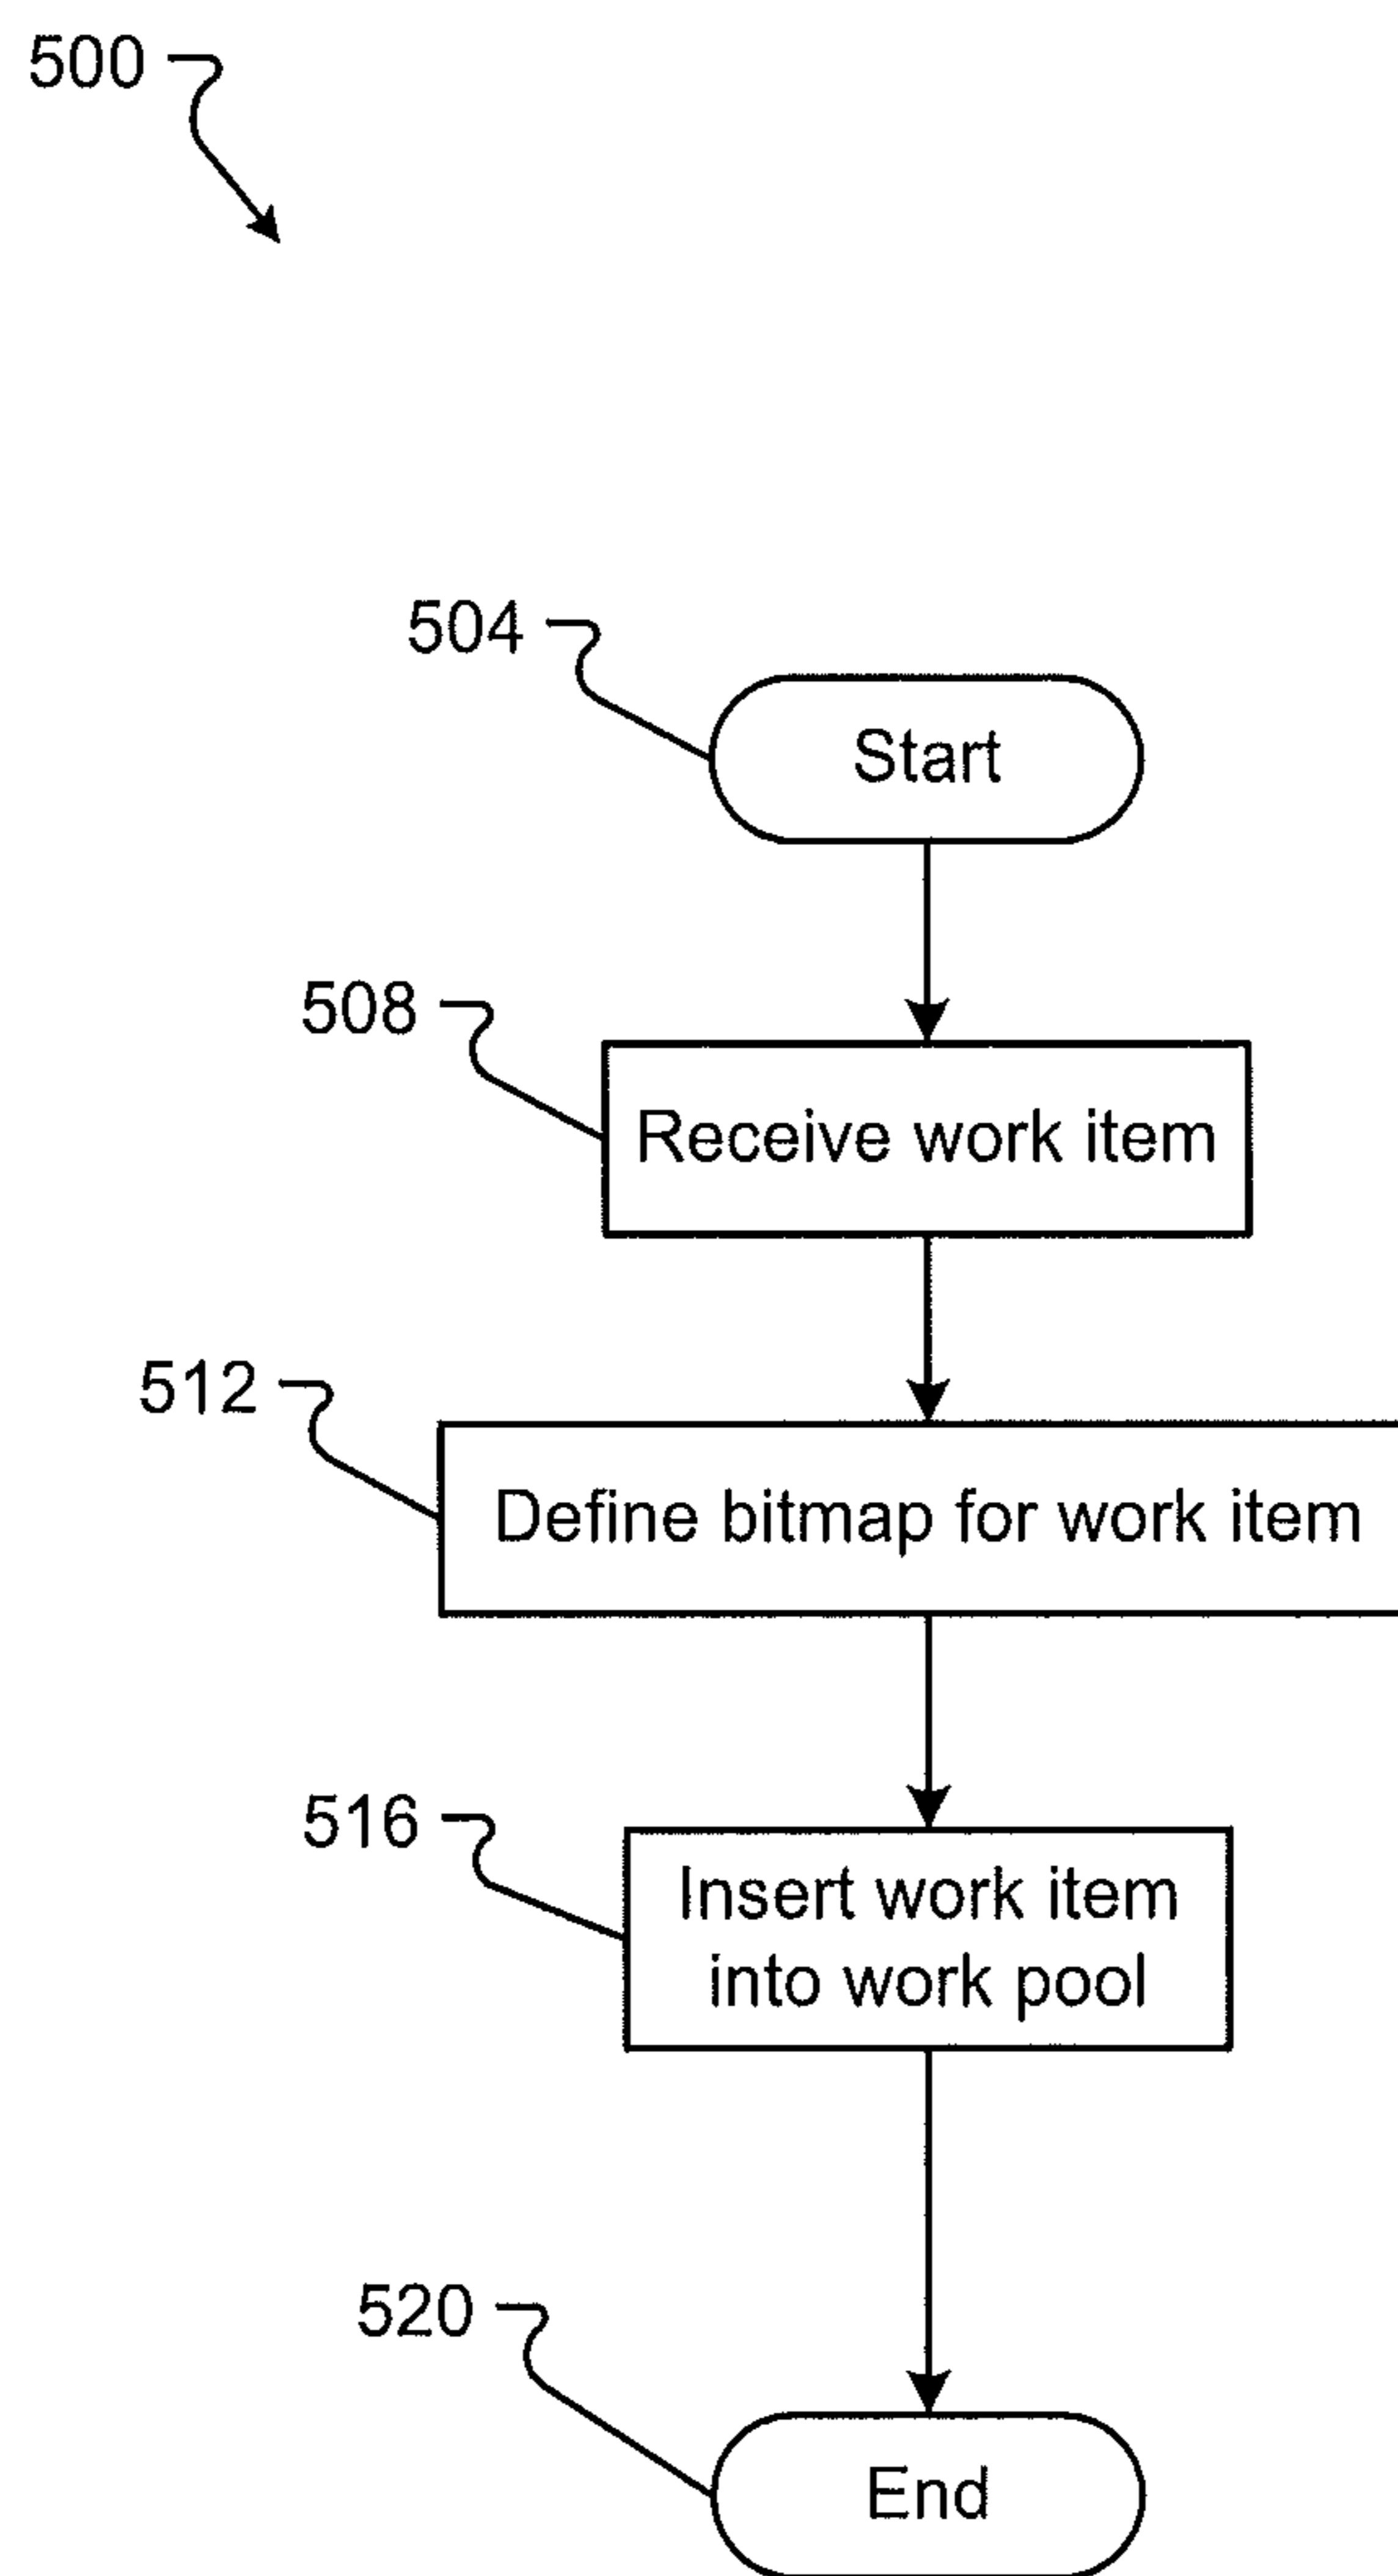 500
504
Start
508
Receive work item
512
Define bitmap for work item
516
Insert work item
into work pool
520
End